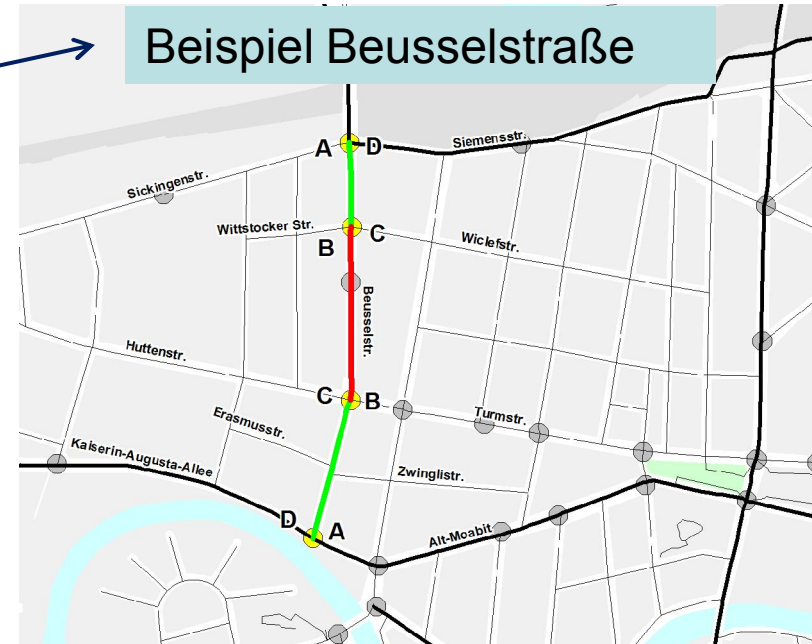 Beispiel Beusselstraße
A D
Siemensstr.
Sickingenstr.
Wittstocker Str.
B C
Wiclefstr.
Beusselstr.
Huttenstr.
C B
Erasmusstr.
Turmstr.
Kaiserin-Augusta-Allee
Zwinglistr.
D A
Alt-Moabit